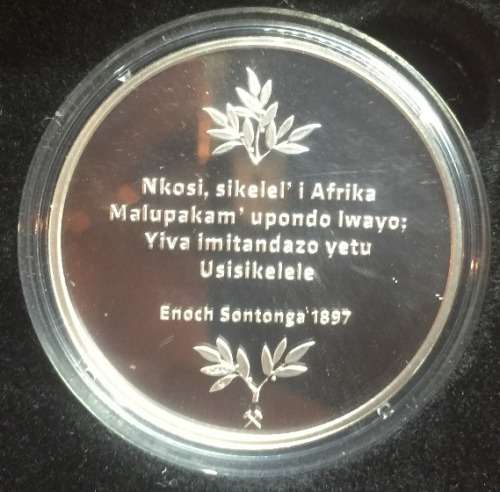 Nkosi, sikelel' i Afrika
Malupakam' upondo lwayo;
Yiva imitandazo yetu
Usisikelele
Enoch Sontonga 1897